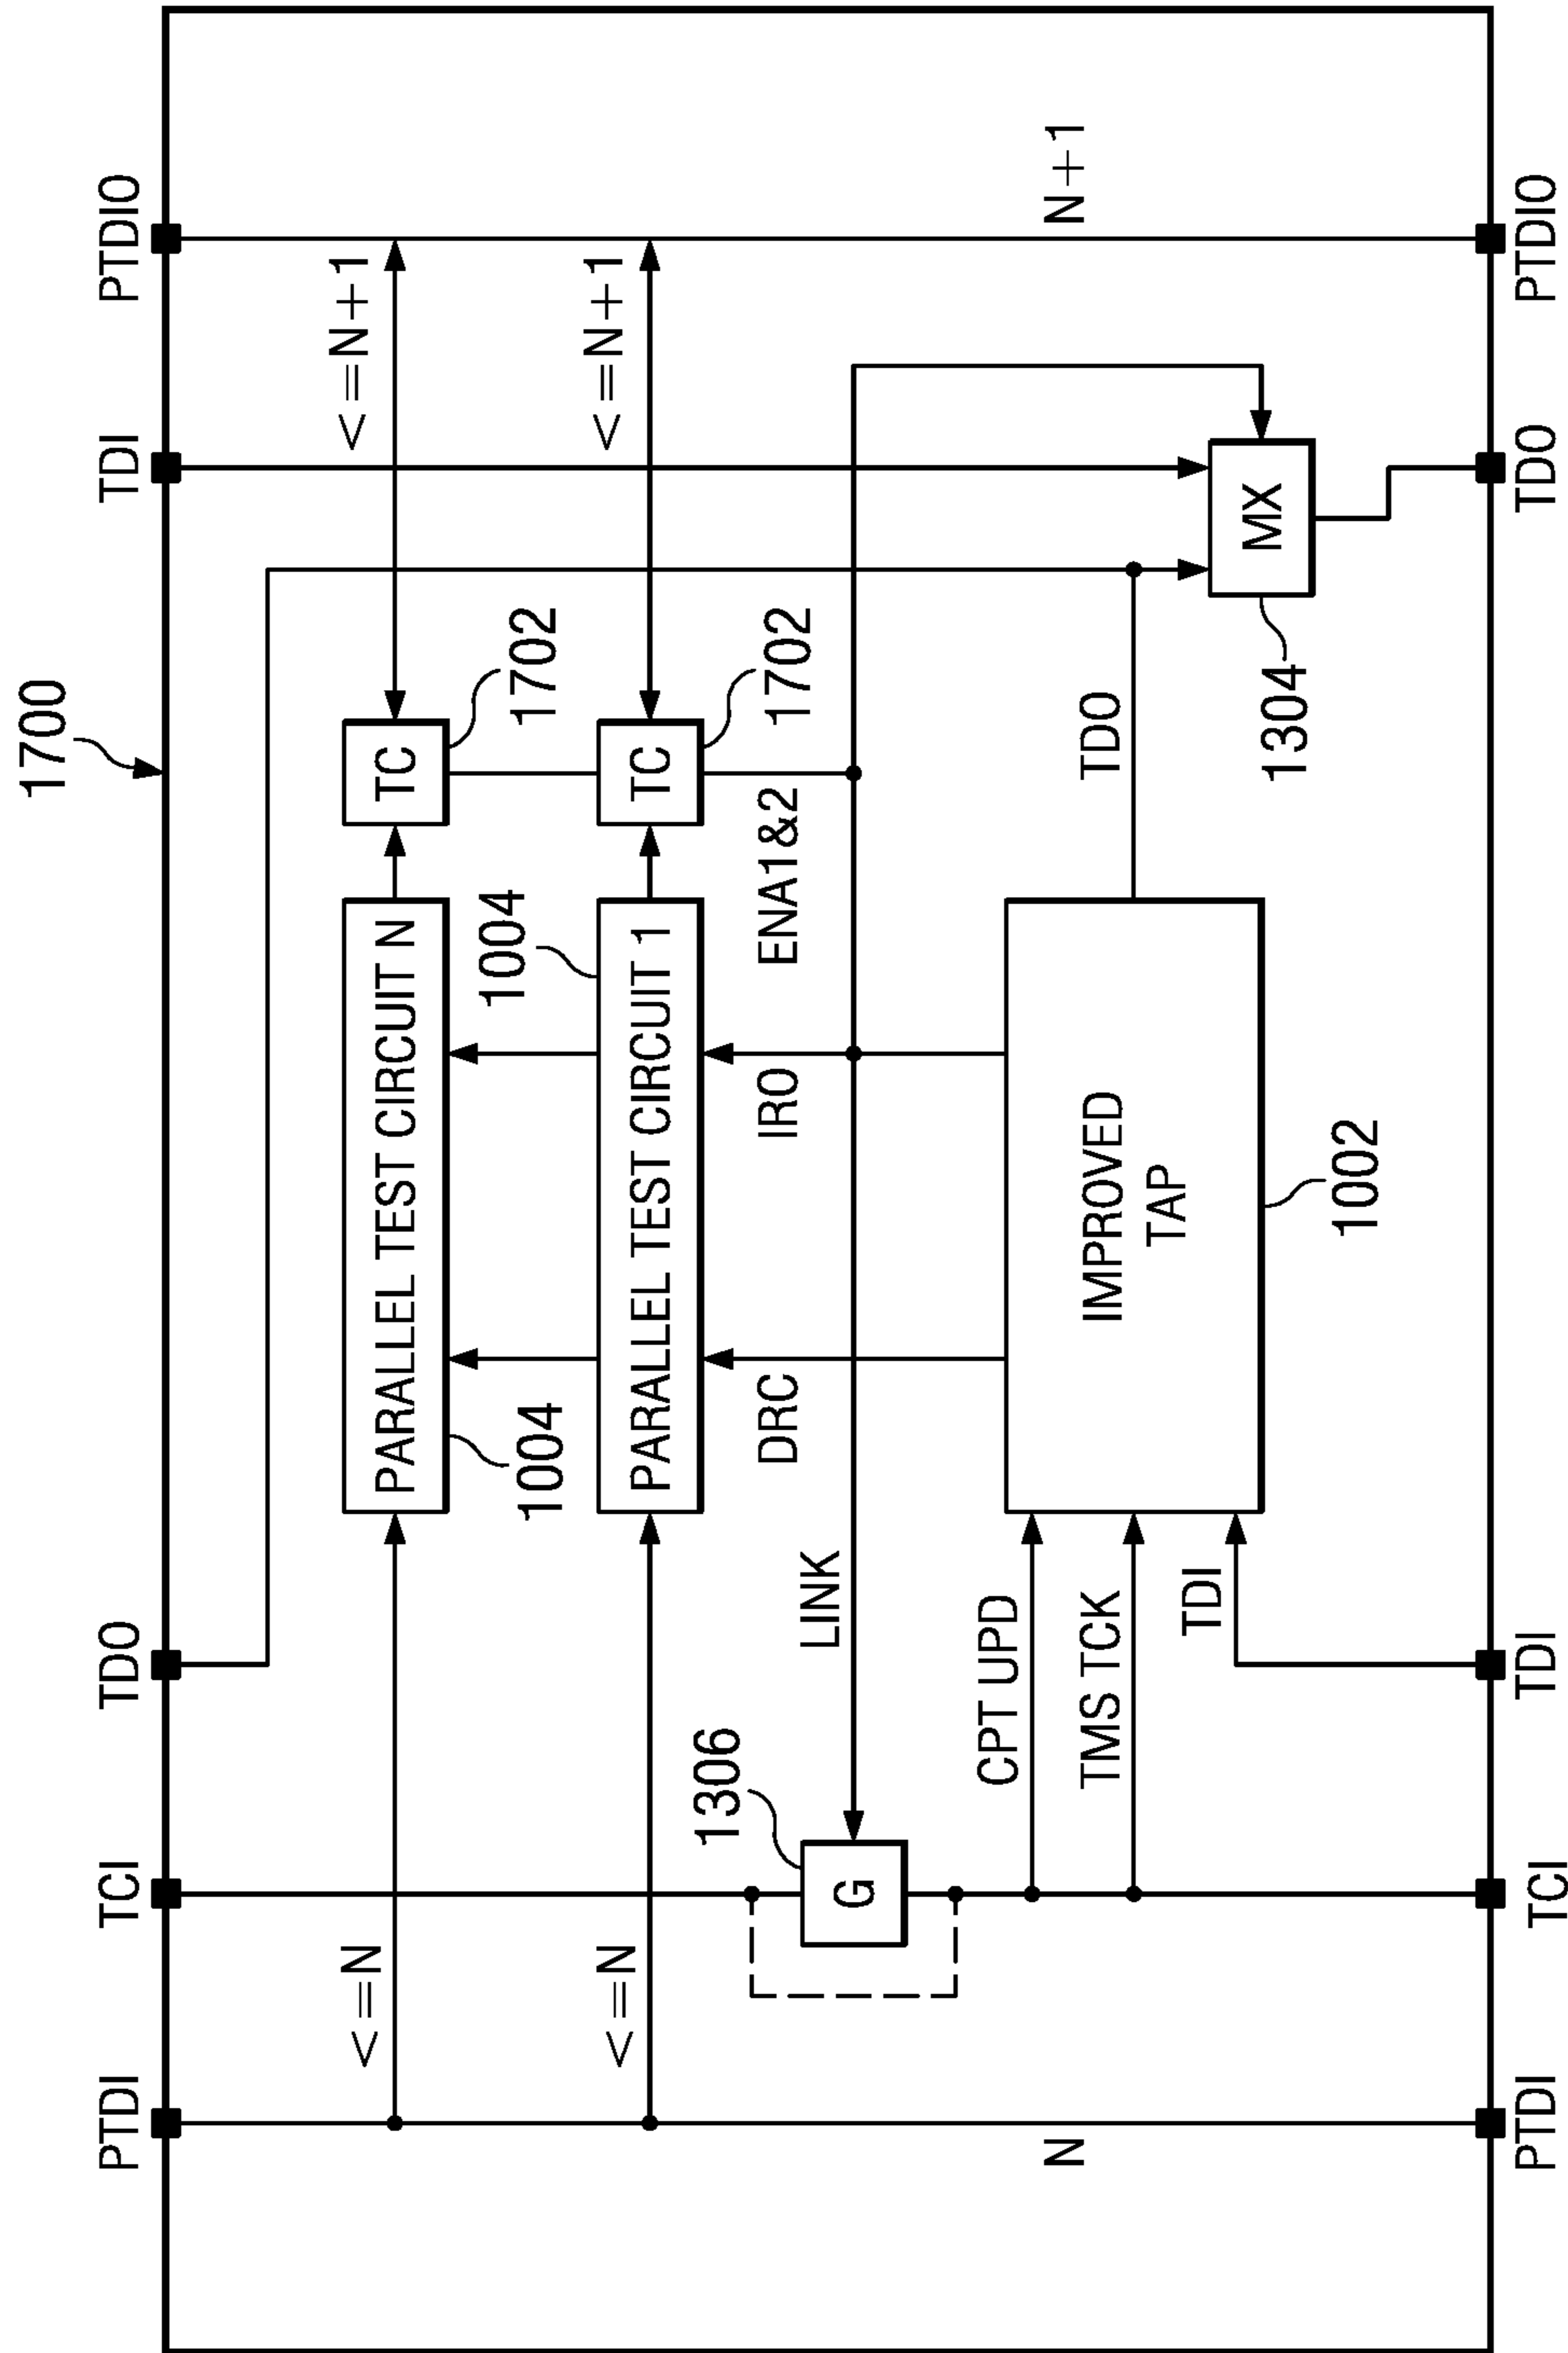 1700
PTDI
TCI
TDO
TDI
PTDIO
<=N
PARALLEL TEST CIRCUIT N
TC
<=N+1
1004
1702
<=N
PARALLEL TEST CIRCUIT 1
TC
<=N+1
1004
1702
1306
G
LINK
DRC
IRO
ENA1&2
CPT UPD
TMS TCK
TDI
IMPROVED
TAP
1002
TDO
MX
1304
N
N+1
PTDI
TCI
TDI
TDO
PTDIO